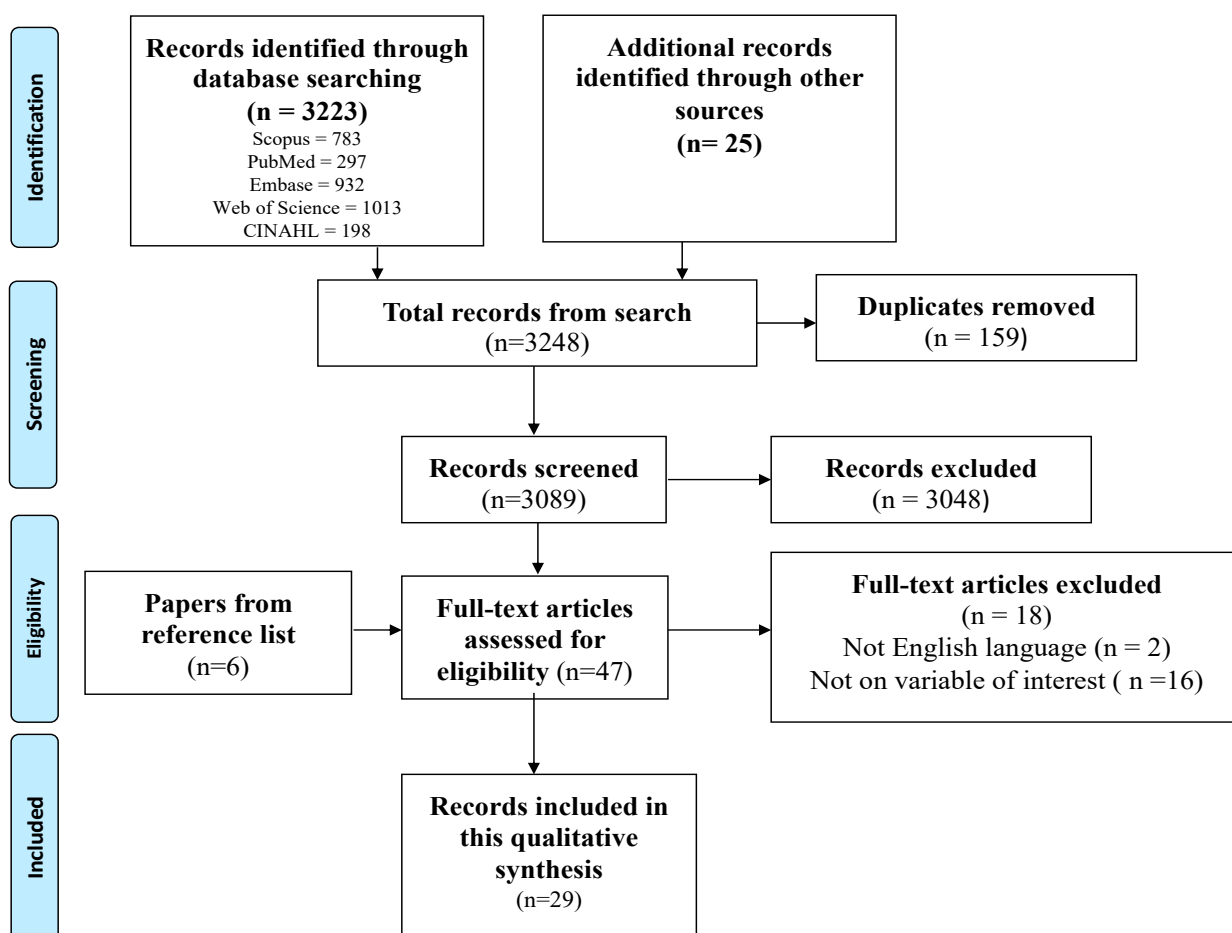 Identification
Records identified through
database searching
(n = 3223)
Scopus = 783
PubMed = 297
Embase = 932
Web of Science = 1013
CINAHL = 198
Additional records
identified through other
sources
(n= 25)
Screening
Total records from search
(n=3248)
Duplicates removed
(n = 159)
Records screened
(n=3089)
Records excluded
(n = 3048)
Eligibility
Papers from
reference list
(n=6)
Full-text articles
assessed for
eligibility (n=47)
Full-text articles excluded
(n = 18)
Not English language (n = 2)
Not on variable of interest ( n =16)
Included
Records included in
this qualitative
synthesis
(n=29)